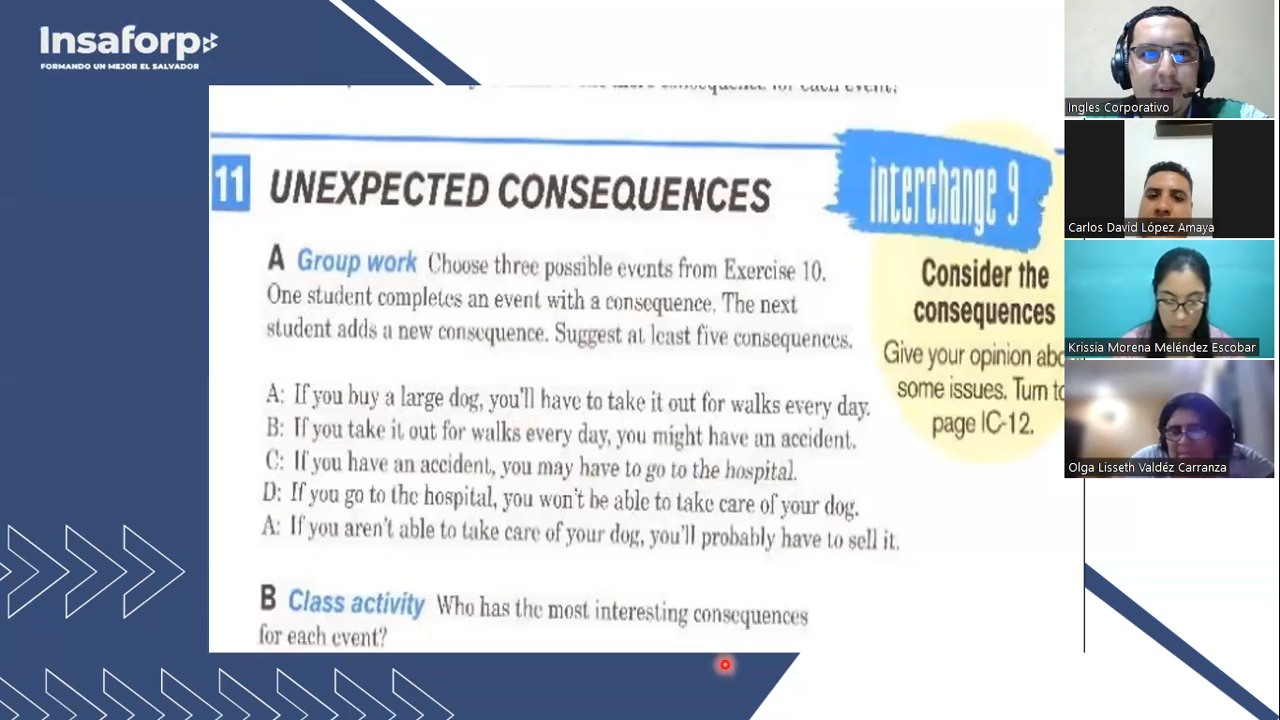 Insaforp
FORMANDO UN MEJOR EL SALVADOR
for each event?
11 UNEXPECTED CONSEQUENCES
interchange 9
A Group work Choose three possible events from Exercise 10.
One student completes an event with a consequence. The next
student adds a new consequence. Suggest at least five consequences.
A: If you buy a large dog, you'll have to take it out for walks every day.
B: If you take it out for walks every day, you might have an accident.
C: If you have an accident, you may have to go to the hospital.
D: If you go to the hospital, you won't be able to take care of your dog.
A: If you aren't able to take care of your dog, you'll probably have to sell it.
B Class activity Who has the most interesting consequences
for each event?
Consider the
consequences
Give your opinion abo
some issues. Turn to
page IC-12.
Ingles Corporativo
Carlos David López Amaya
Krissia Morena Meléndez Escobar
Olga Lisseth Valdéz Carranza